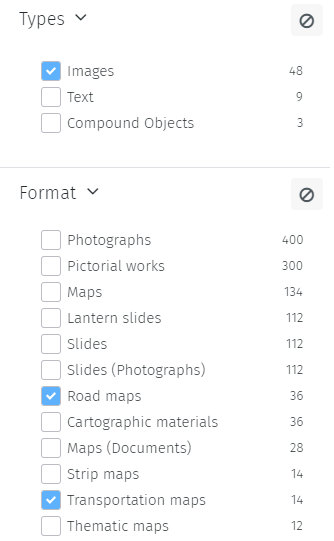 Types
Images 48
Text 9
Compound Objects 3
Format
Photographs 400
Pictorial works 300
Maps 134
Lantern slides 112
Slides 112
Slides (Photographs) 112
Road maps 36
Cartographic materials 36
Maps (Documents) 28
Strip maps 14
Transportation maps 14
Thematic maps 12